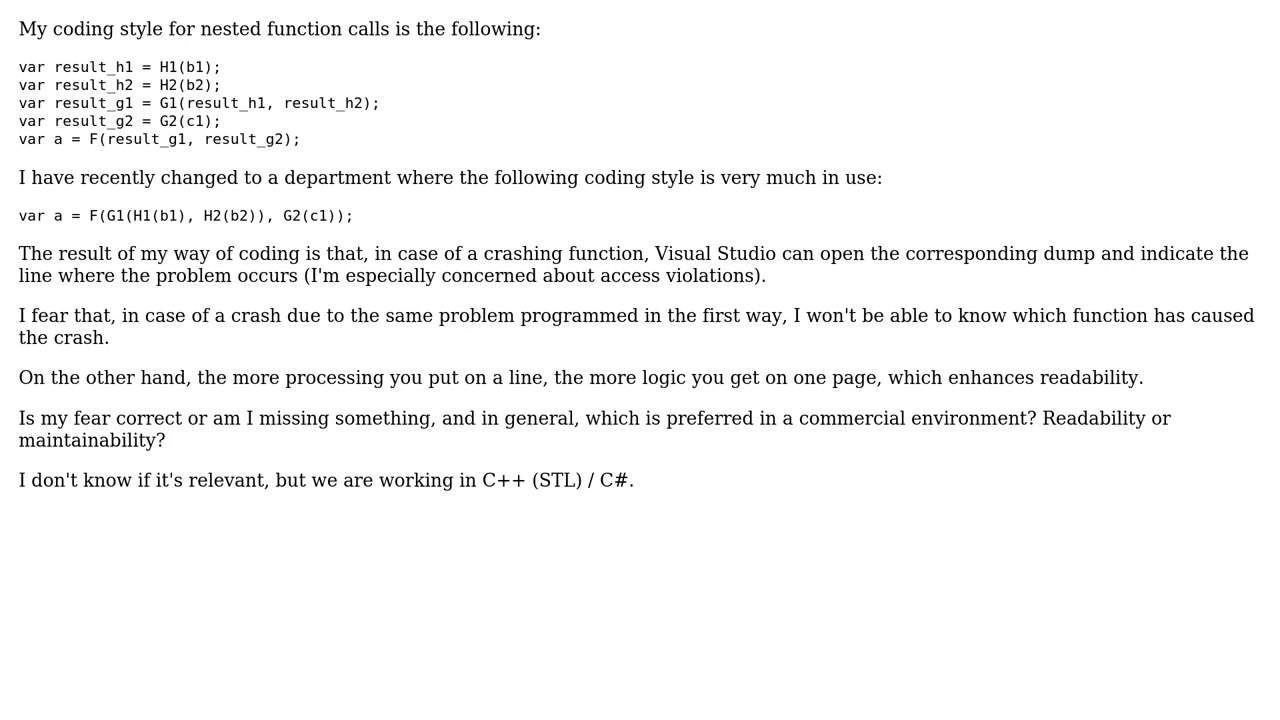 My coding style for nested function calls is the following:
var result_h1 = H1(b1);
var result_h2 = H2(b2);
var result_g1 = G1(result_h1, result_h2);
var result_g2 = G2(c1);
var a = F(result_g1, result_g2);
I have recently changed to a department where the following coding style is very much in use:
var a = F(G1(H1(b1), H2(b2)), G2(c1));
The result of my way of coding is that, in case of a crashing function, Visual Studio can open the corresponding dump and indicate the
line where the problem occurs (I'm especially concerned about access violations).
I fear that, in case of a crash due to the same problem programmed in the first way, I won't be able to know which function has caused
the crash.
On the other hand, the more processing you put on a line, the more logic you get on one page, which enhances readability.
Is my fear correct or am I missing something, and in general, which is preferred in a commercial environment? Readability or
maintainability?
I don't know if it's relevant, but we are working in C++ (STL) / C#.